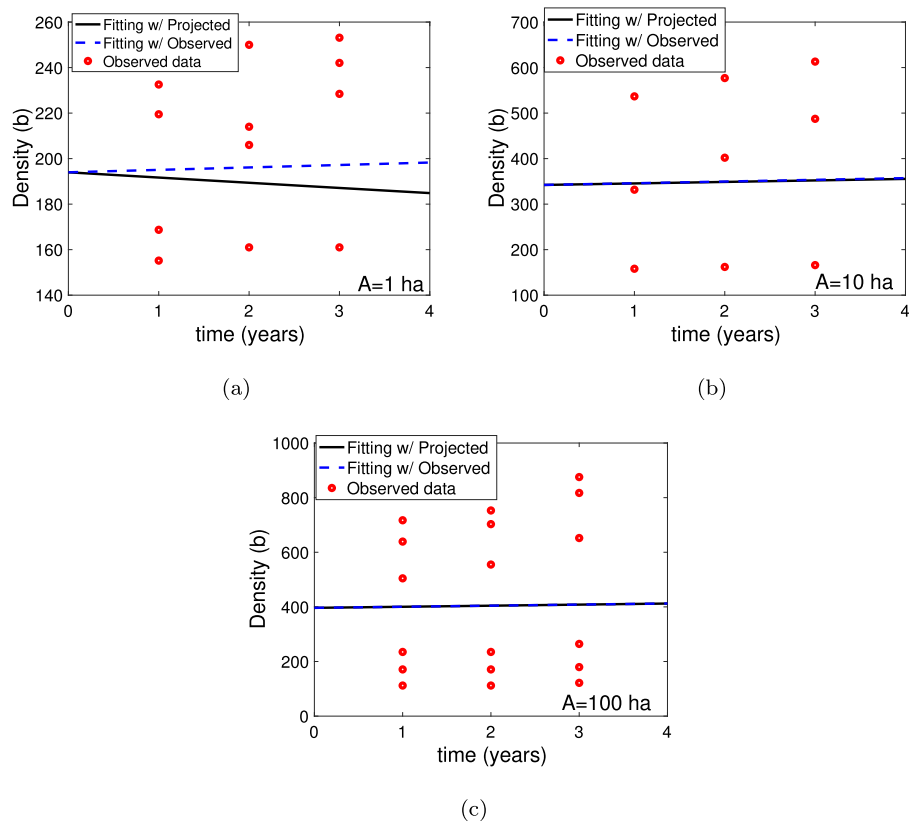 Fitting w/ Projected
Fitting w/ Observed
Observed data
260
240
220
200
180
160
140
Density (b)
0 1 2 3 4
time (years)
A=1 ha
(a)
Fitting w/ Projected
Fitting w/ Observed
Observed data
700
600
500
400
300
200
100
Density (b)
0 1 2 3 4
time (years)
A=10 ha
(b)
Fitting w/ Projected
Fitting w/ Observed
Observed data
1000
800
600
400
200
0
Density (b)
0 1 2 3 4
time (years)
A=100 ha
(c)